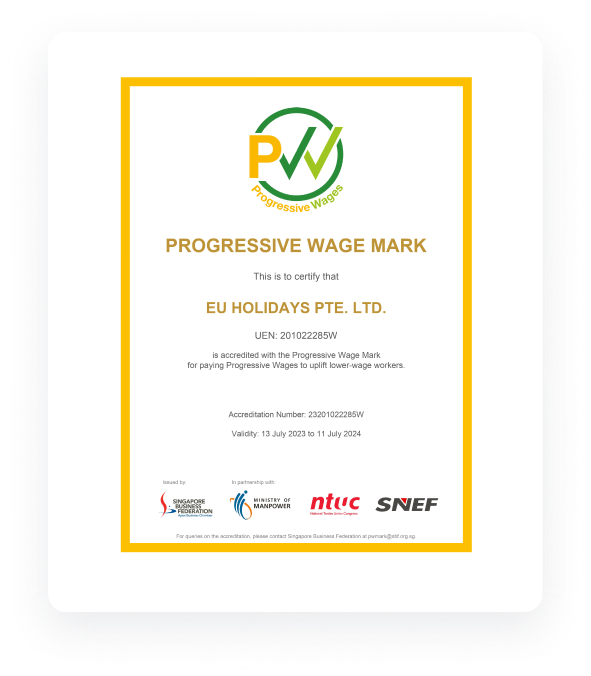 PW
Progressive Wages
PROGRESSIVE WAGE MARK
This is to certify that
EU HOLIDAYS PTE. LTD.
UEN: 201022285W
is accredited with the Progressive Wage Mark
for paying Progressive Wages to uplift lower-wage workers.
Accreditation Number: 23201022285W
Validity: 13 July 2023 to 11 July 2024
Issued by:
In partnership with:
SINGAPORE
BUSINESS
FEDERATION
Apex Business Chamber
MINISTRY OF
MANPOWER
ntuc
National Trades Union Congress
SNEF
For queries on the accreditation, please contact Singapore Business Federation at pwmark@sbf.org.sg.